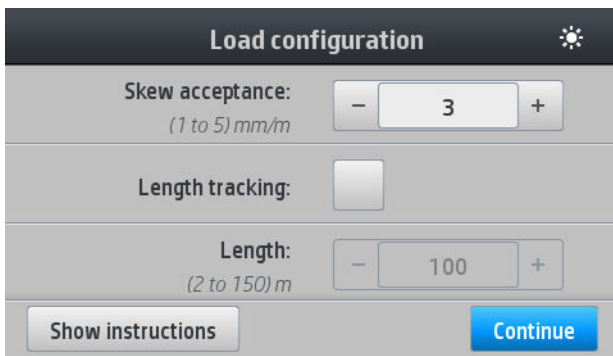 Load configuration
Skew acceptance:
(1 to 5) mm/m
− 3 +
Length tracking:
Length:
(2 to 150) m
− 100 +
Show instructions
Continue